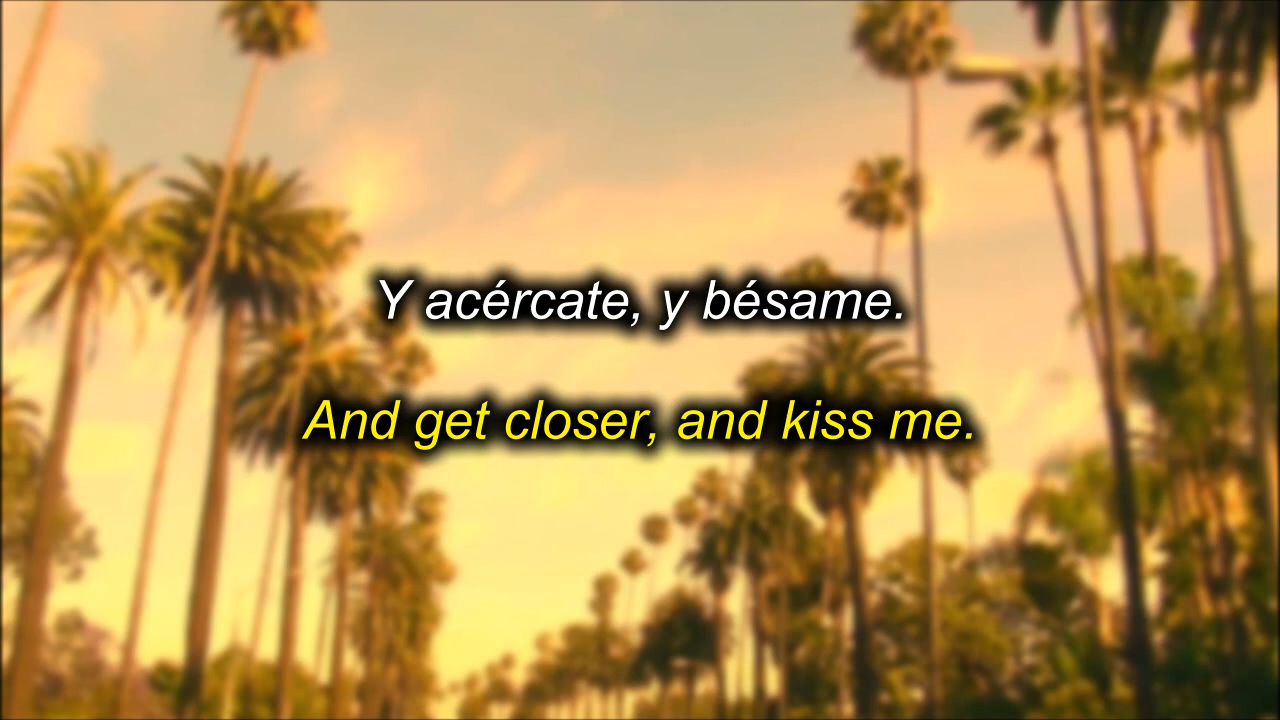 Y acércate, y bésame.
And get closer, and kiss me.